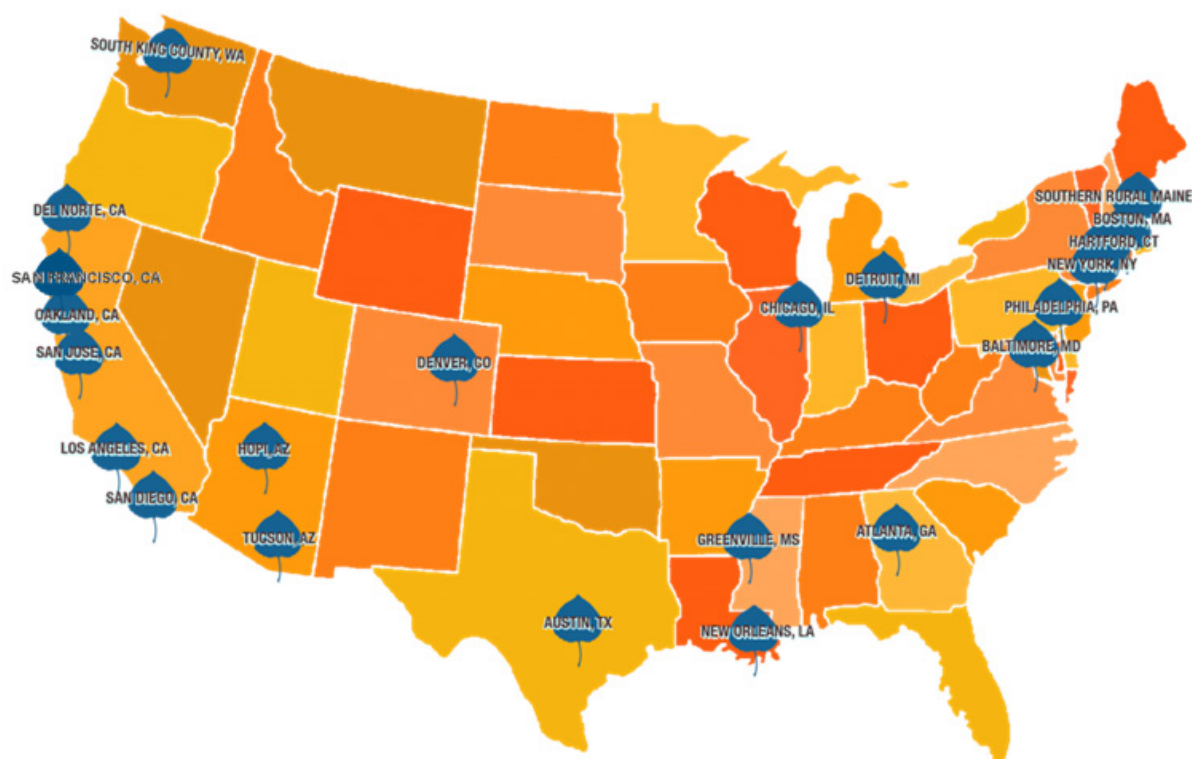 SOUTH KING COUNTY, WA
DEL NORTE, CA
SAN FRANCISCO, CA
OAKLAND, CA
SAN JOSE, CA
LOS ANGELES, CA
SAN DIEGO, CA
HOPI, AZ
TUCSON, AZ
DENVER, CO
AUSTIN, TX
CHICAGO, IL
DETROIT, MI
GREENVILLE, MS
NEW ORLEANS, LA
ATLANTA, GA
SOUTHERN RURAL MAINE
BOSTON, MA
HARTFORD, CT
NEW YORK, NY
PHILADELPHIA, PA
BALTIMORE, MD